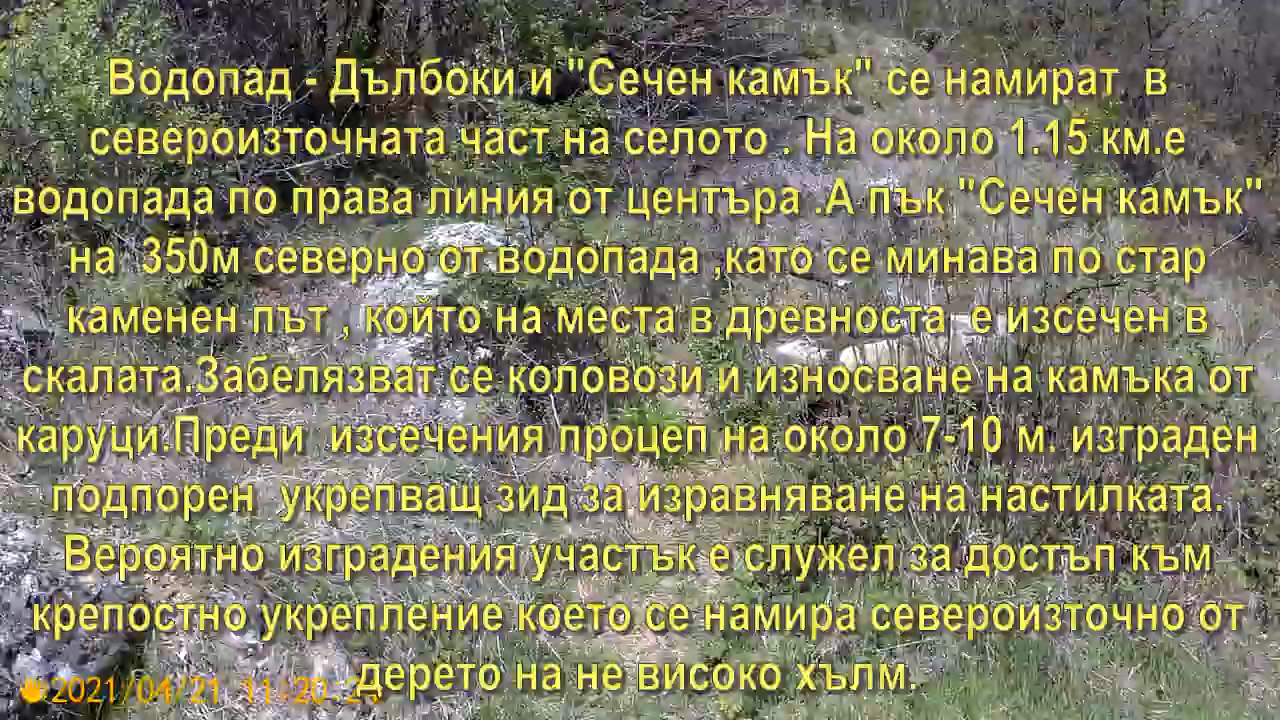 Водопад - Дълбоки и "Сечен камък" се намират в
североизточната част на селото . На около 1.15 км.е
водопада по права линия от центъра .А пък "Сечен камък"
на 350м северно от водопада ,като се минава по стар
каменен път , който на места в древноста е изсечен в
скалата.Забелязват се коловози и износване на камъка от
каруци.Преди изсечения процеп на около 7-10 м. изграден
подпорен укрепващ зид за изравняване на настилката.
Вероятно изградения участък е служел за достъп към
крепостно укрепление което се намира североизточно от
дерето на не високо хълм.
2021/04/21 11:20:24